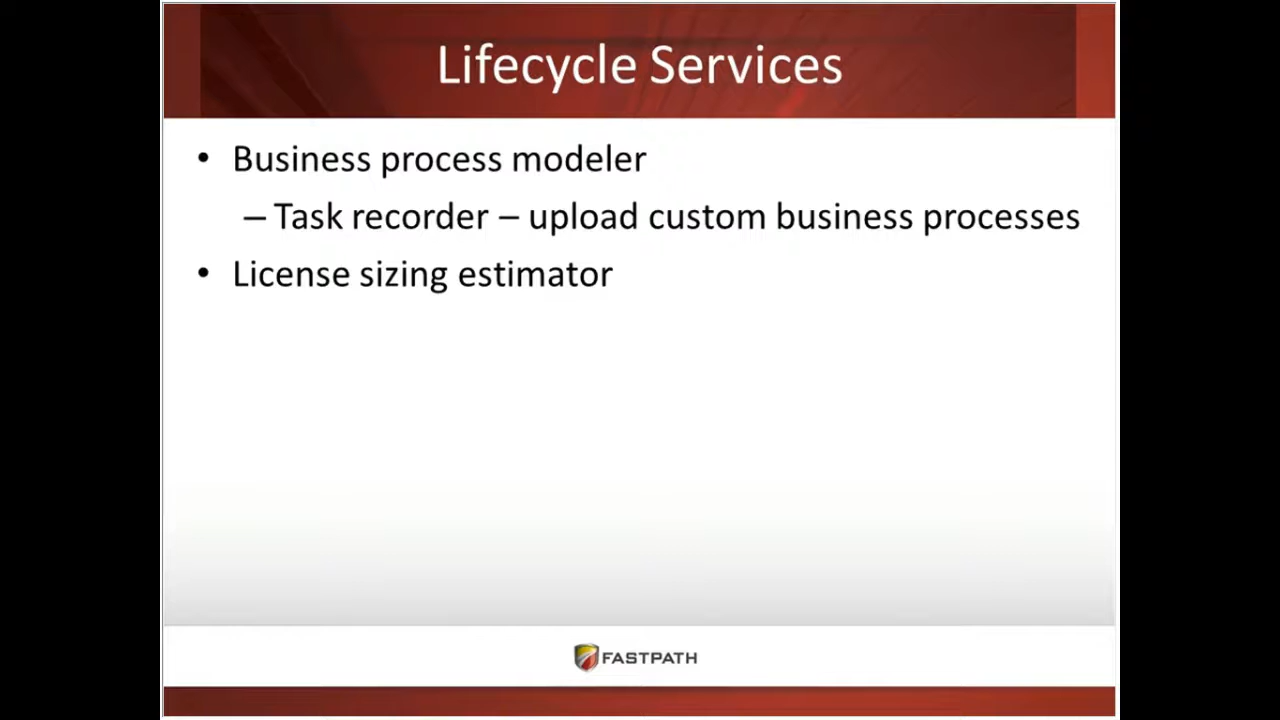 Lifecycle Services
• Business process modeler
– Task recorder – upload custom business processes
• License sizing estimator
FASTPATH